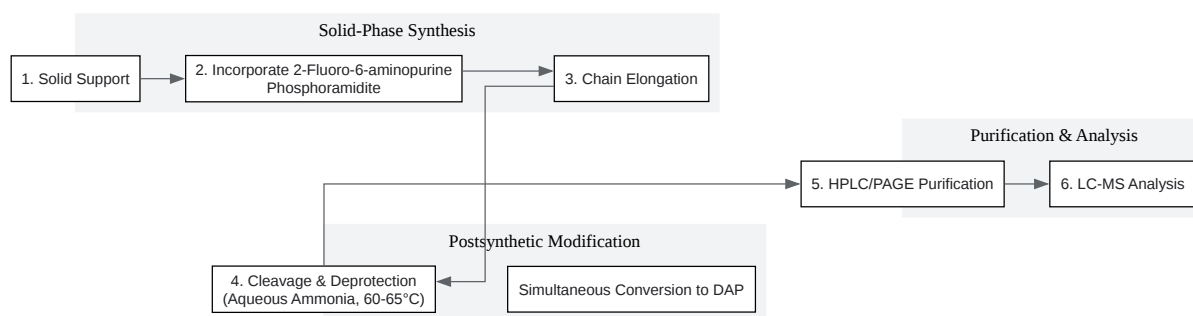 Solid-Phase Synthesis
1. Solid Support
2. Incorporate 2-Fluoro-6-aminopurine
Phosphoramidite
3. Chain Elongation
Purification & Analysis
5. HPLC/PAGE Purification
6. LC-MS Analysis
Postsynthetic Modification
4. Cleavage & Deprotection
(Aqueous Ammonia, 60-65°C)
Simultaneous Conversion to DAP